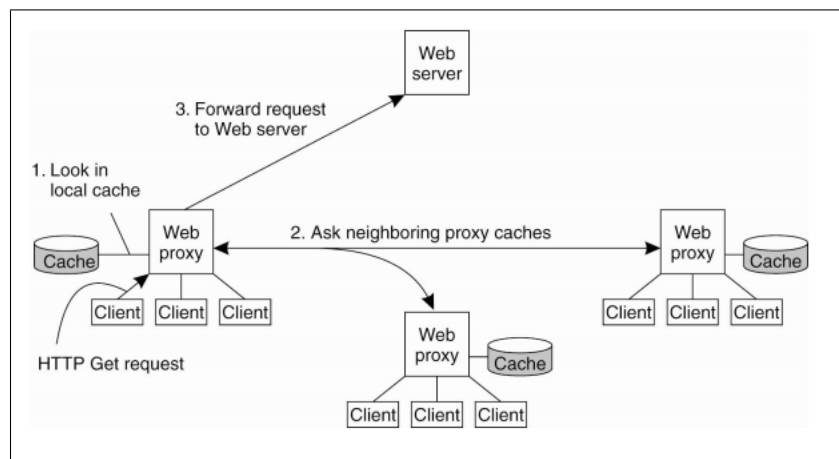 Web
server
3. Forward request
to Web server
1. Look in
local cache
Web
proxy
Cache
2. Ask neighboring proxy caches
Web
proxy
Cache
Client
Client
Client
Client
Client
Client
HTTP Get request
Web
proxy
Cache
Client
Client
Client